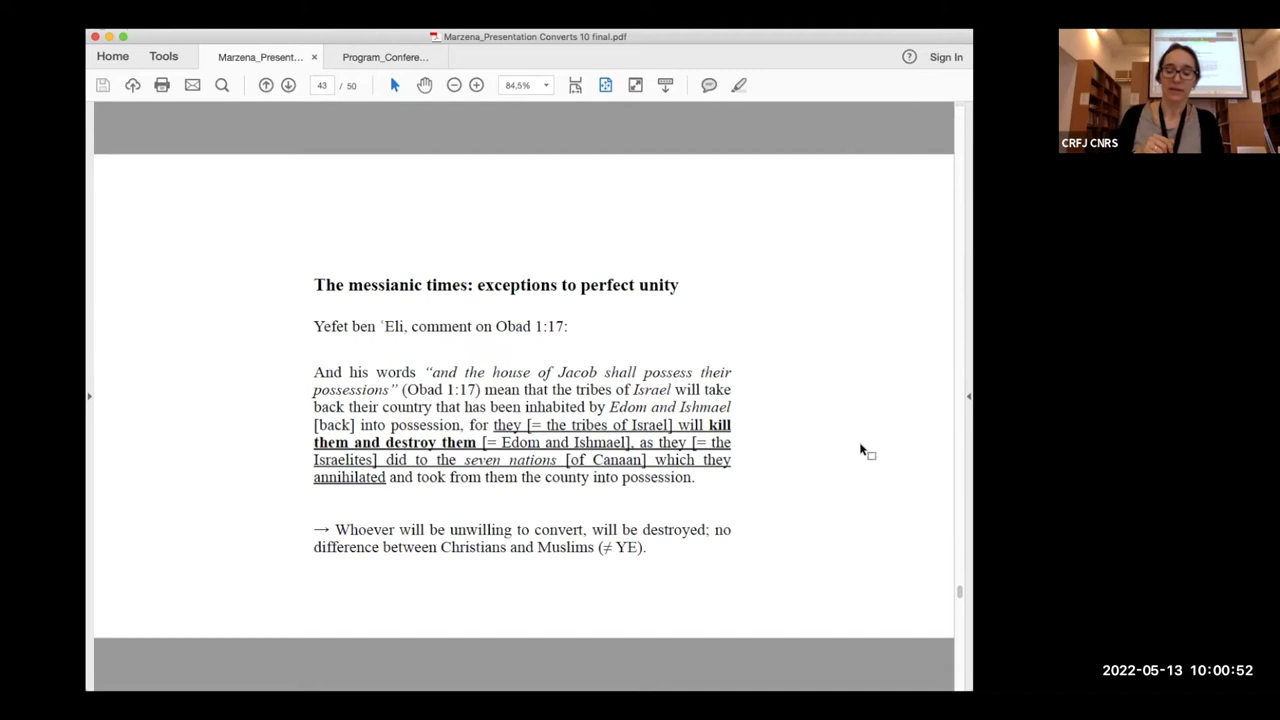 Marzena_Presentation Converts 10 final.pdf
Home Tools Marzena_Present... × Program_Confere... Sign In
43 / 50 84,5%
CRFJ CNRS
The messianic times: exceptions to perfect unity
Yefet ben ʿEli, comment on Obad 1:17:
And his words “and the house of Jacob shall possess their
possessions” (Obad 1:17) mean that the tribes of Israel will take
back their country that has been inhabited by Edom and Ishmael
[back] into possession, for they [= the tribes of Israel] will kill
them and destroy them [= Edom and Ishmael], as they [= the
Israelites] did to the seven nations [of Canaan] which they
annihilated and took from them the county into possession.
→ Whoever will be unwilling to convert, will be destroyed; no
difference between Christians and Muslims (≠ YE).
2022-05-13 10:00:52